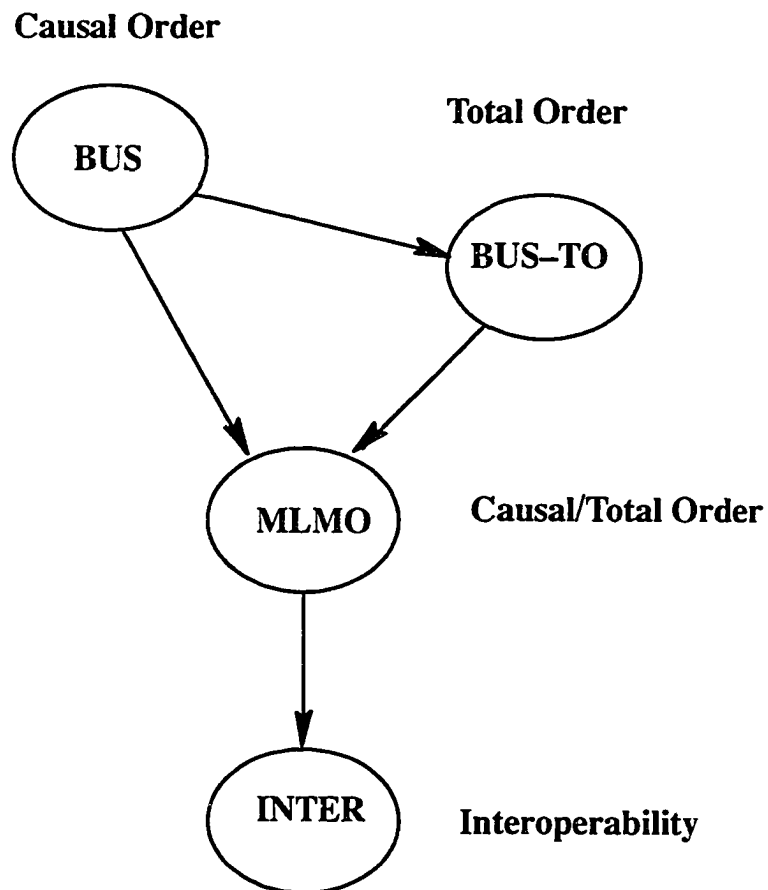 Causal Order
Total Order
BUS
BUS–TO
MLMO
Causal/Total Order
INTER
Interoperability